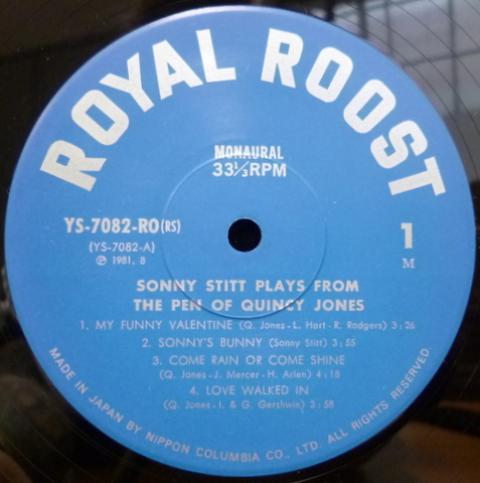 ROYAL ROOST
MONAURAL
33⅓RPM
YS-7082-RO(RS)
(YS-7082-A)
Ⓟ 1981, 8
1
M
SONNY STITT PLAYS FROM
THE PEN OF QUINCY JONES
1. MY FUNNY VALENTINE (Q. Jones - L. Hart - R. Rodgers) 3:26
2. SONNY'S BUNNY (Sonny Stitt) 3:55
3. COME RAIN OR COME SHINE
(Q. Jones - J. Mercer - H. Arlen) 4:18
4. LOVE WALKED IN
(Q. Jones - I. & G. Gershwin) 3:58
MADE IN JAPAN BY NIPPON COLUMBIA CO., LTD. ALL RIGHTS RESERVED.